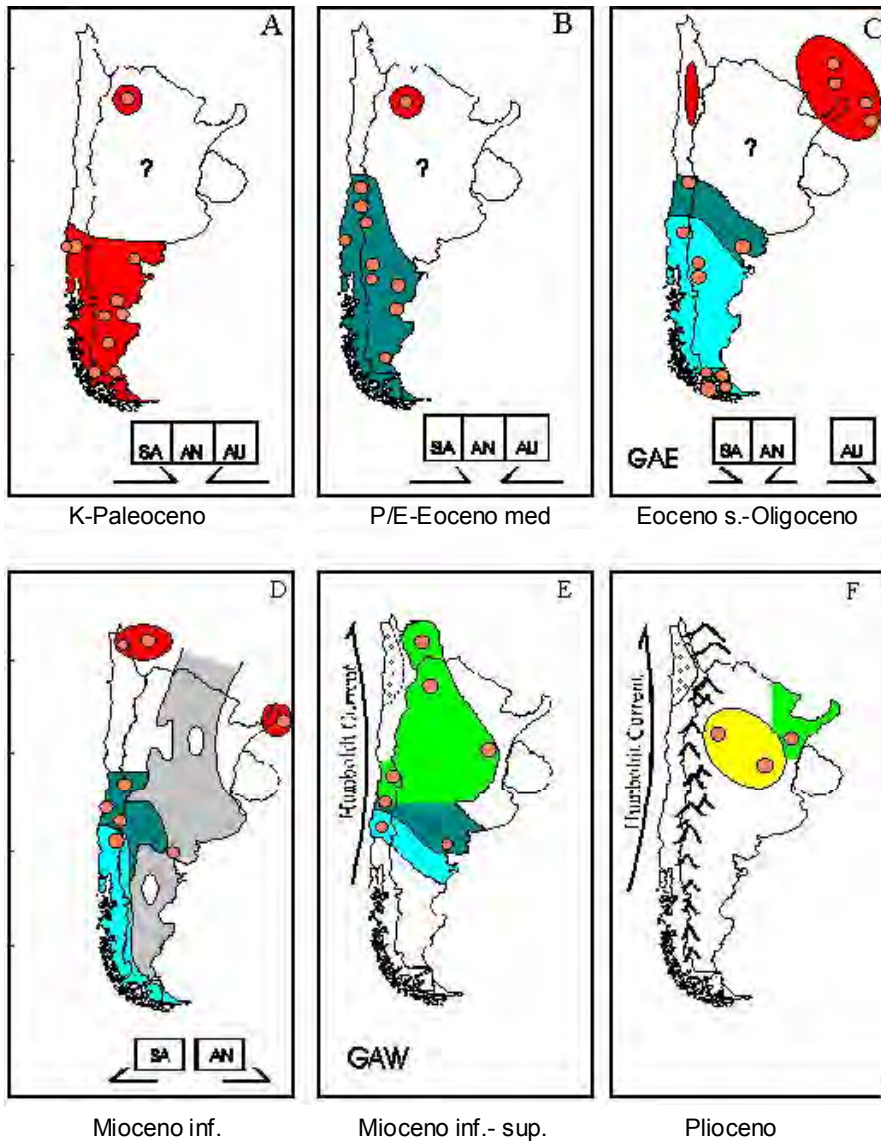 A
?
SA AN AU
K-Paleoceno
B
?
SA AN AU
P/E-Eoceno med
C
?
GAE
SA AN AU
Eoceno s.-Oligoceno
D
SA AN
Mioceno inf.
E
Humboldt Current
GAW
Mioceno inf.- sup.
F
Humboldt Current
Plioceno